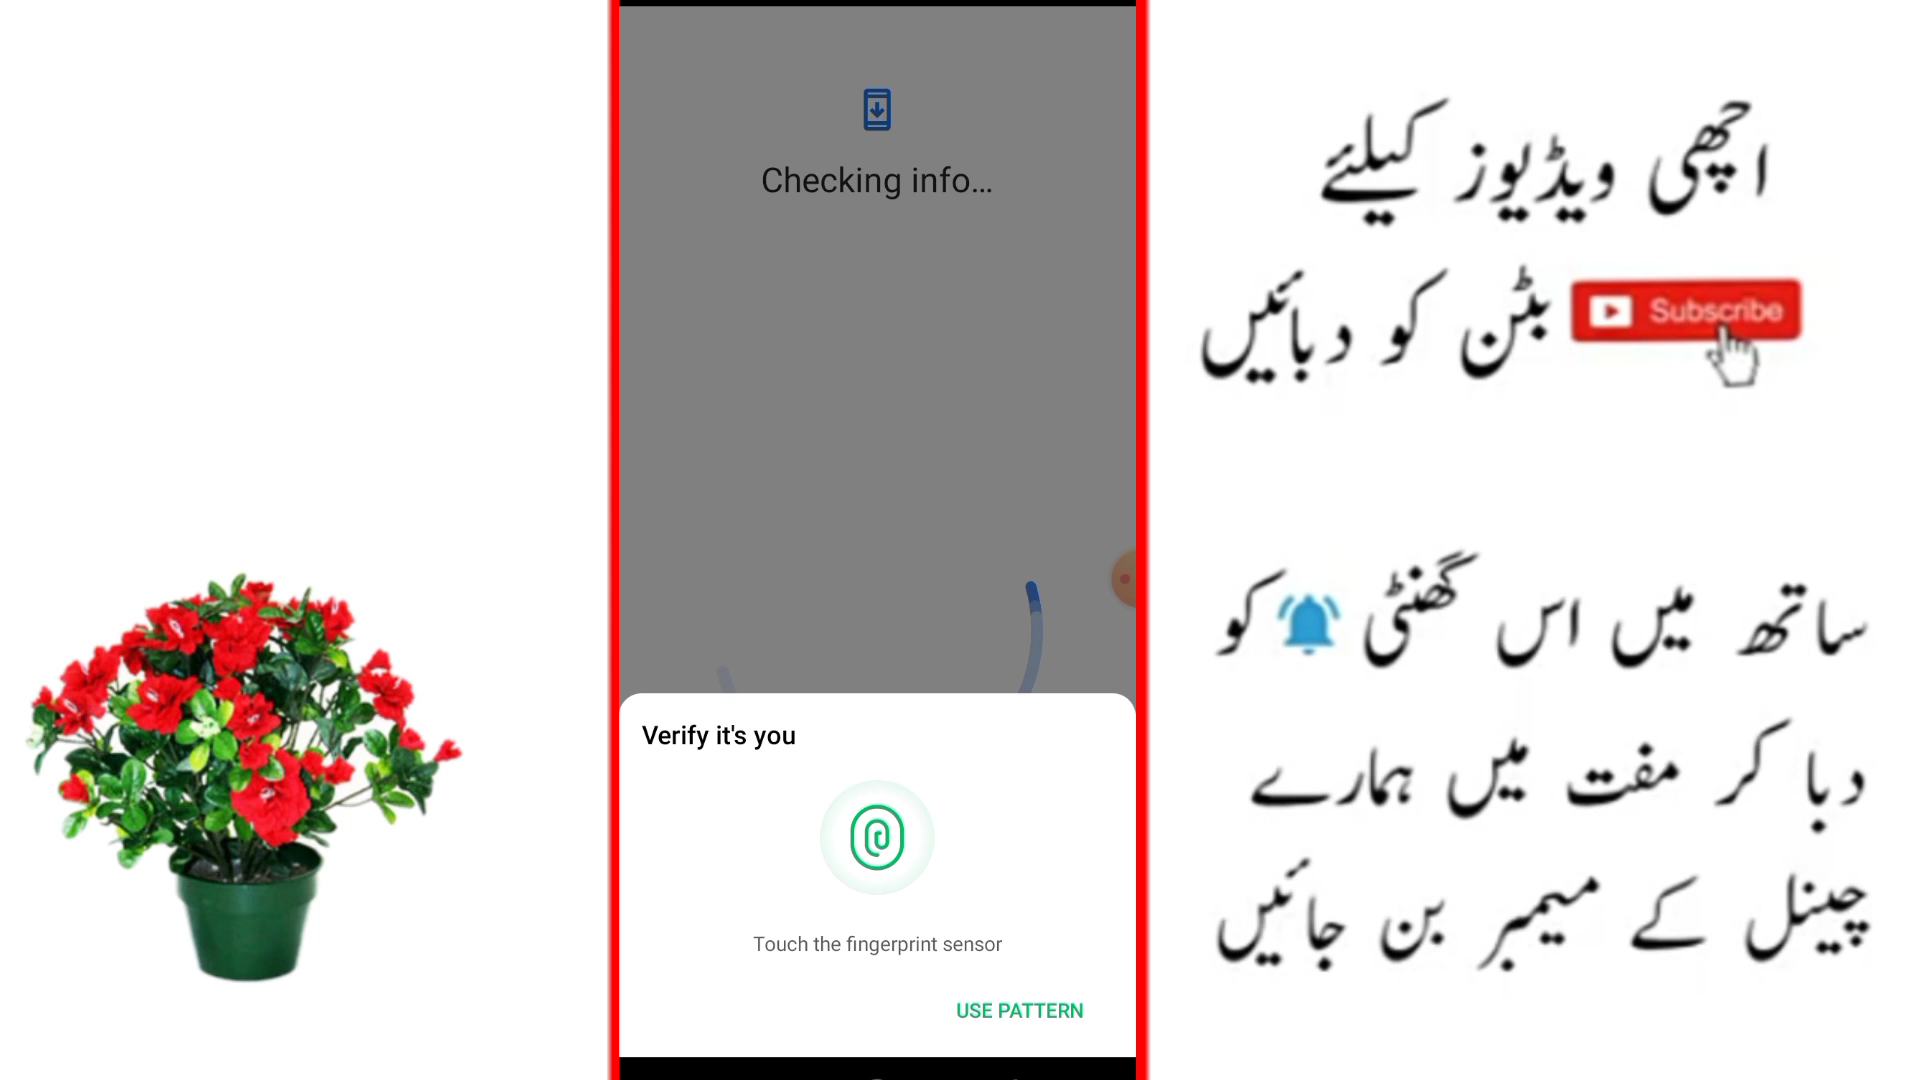 Checking info...
Verify it's you
Touch the fingerprint sensor
USE PATTERN
اچھی ویڈیوز کیلئے
Subscribe بٹن کو دبائیں
ساتھ میں اس گھنٹی کو
دبا کر مفت میں ہمارے
چینل کے میمبر بن جائیں